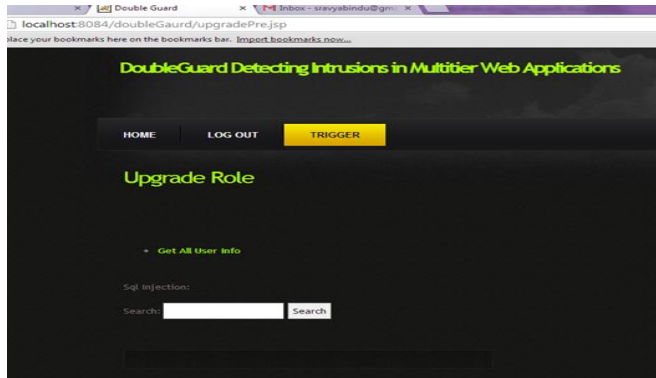 Double Guard
Inbox - sravyabindu@gm
localhost:8084/doubleGaurd/upgradePre.jsp
place your bookmarks here on the bookmarks bar. Import bookmarks now...
DoubleGuard Detecting Intrusions in Multitier Web Applications
HOME LOG OUT TRIGGER
Upgrade Role
Get All User Info
Sql Injection:
Search: Search